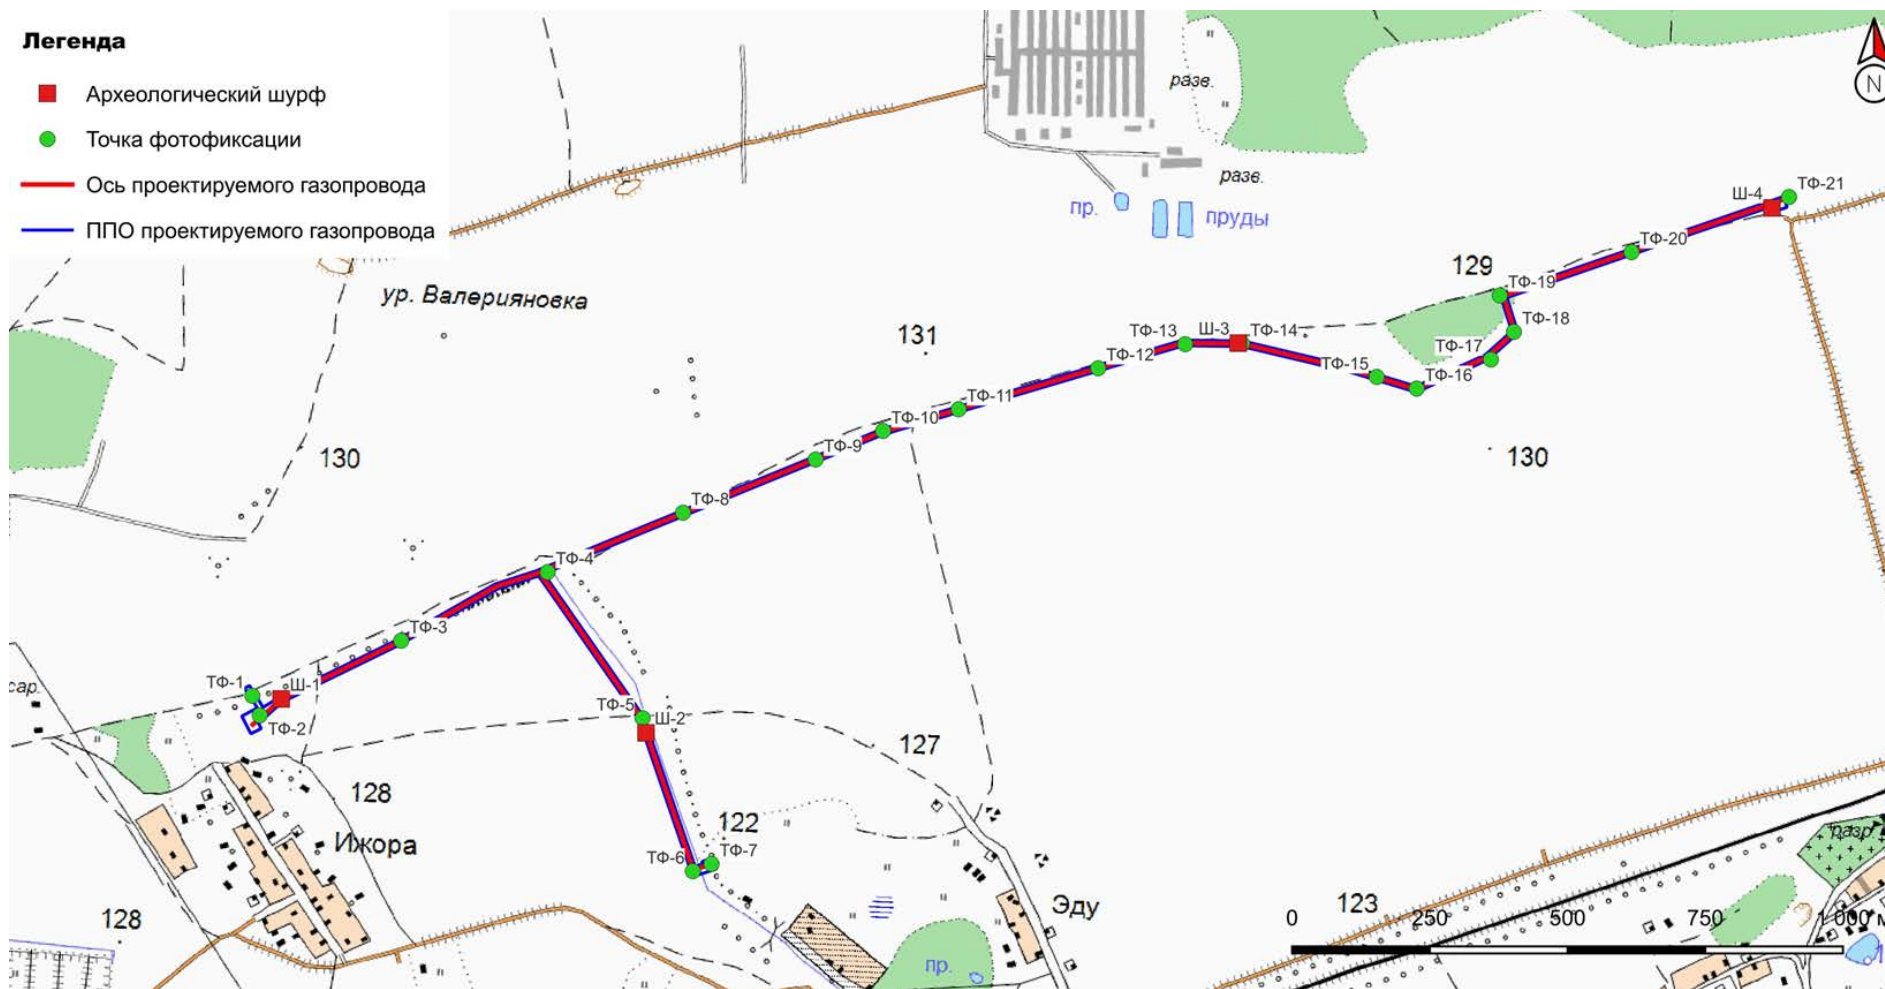 Легенда
Археологический шурф
Точка фотофиксации
Ось проектируемого газопровода
ППО проектируемого газопровода
N
разв.
разв.
пр.
пруды
Ш-4
ТФ-21
ТФ-20
129
ТФ-19
ТФ-18
ТФ-17
ур. Валерияновка
131
ТФ-13
Ш-3
ТФ-14
ТФ-12
ТФ-15
ТФ-16
ТФ-11
ТФ-10
ТФ-9
130
130
ТФ-8
ТФ-4
ТФ-3
сар.
ТФ-1
Ш-1
ТФ-2
ТФ-5
Ш-2
127
128
122
Ижора
ТФ-6
ТФ-7
128
Эду
123
разр.
пр.
0
250
500
750
1 000 м